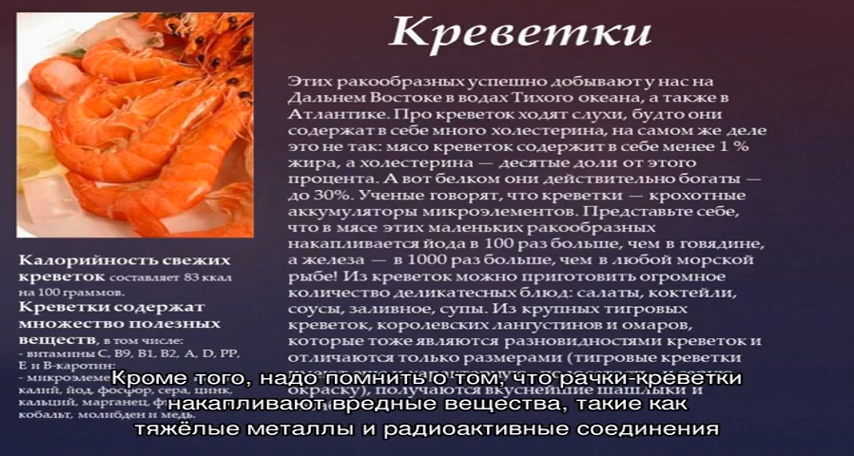 Креветки
Этих ракообразных успешно добывают у нас на
Дальнем Востоке в водах Тихого океана, а также в
Атлантике. Про креветок ходят слухи, будто они
содержат в себе много холестерина, на самом же деле
это не так: мясо креветок содержит в себе менее 1 %
жира, а холестерина — десятые доли от этого
процента. А вот белком они действительно богаты —
до 30%. Ученые говорят, что креветки — крохотные
аккумуляторы микроэлементов. Представьте себе,
что в мясе этих маленьких ракообразных
накапливается йода в 100 раз больше, чем в говядине,
а железа — в 1000 раз больше, чем в любой морской
рыбе! Из креветок можно приготовить огромное
количество деликатесных блюд: салаты, коктейли,
соусы, заливное, супы. Из крупных тигровых
креветок, королевских лангустинов и омаров,
которые тоже являются разновидностями креветок и
отличаются только размерами (тигровые креветки
окраску), получаются вкуснейшие шашлыки и
Калорийность свежих
креветок составляет 83 ккал
на 100 граммов.
Креветки содержат
множество полезных
веществ, в том числе:
- витамины С, В9, В1, В2, А, D, РР,
Е и В-каротин;
- микроэлеме
калий, йод, фосфор, сера, цинк,
кальций, марганец,
кобальт, молибден и медь.
Кроме того, надо помнить о том, что рачки-креветки
накапливают вредные вещества, такие как
тяжёлые металлы и радиоактивные соединения